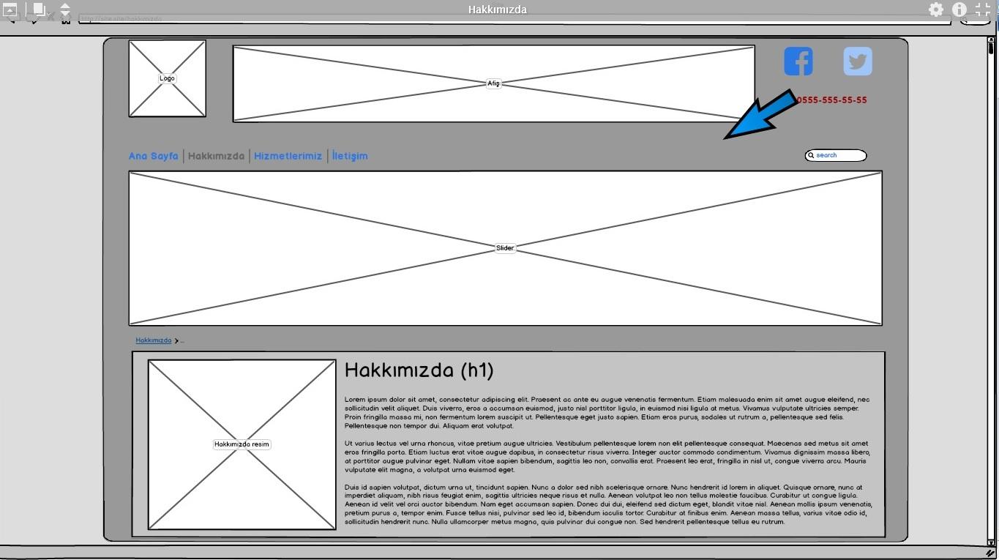 Hakkımızda
http://site.site/hakkimizda
Logo
Afiş
0555-555-55-55
Ana Sayfa | Hakkımızda | Hizmetlerimiz | İletişim
search
Slider
Hakkımızda > ...
Hakkımızda resim
Hakkımızda (h1)
Lorem ipsum dolor sit amet, consectetur adipiscing elit. Praesent ac ante eu augue venenatis fermentum. Etiam malesuada enim sit amet augue eleifend, nec
sollicitudin velit aliquet. Duis viverra, eros a accumsan euismod, justo nisl porttitor ligula, in euismod nisi ligula at metus. Vivamus vulputate ultricies semper.
Proin fringilla massa mi, non fermentum lorem suscipit ut. Pellentesque eget justo sapien. Etiam eros purus, sodales ut rutrum a, pellentesque sed felis.
Pellentesque non tempor dui. Aliquam erat volutpat.
Ut varius lectus vel urna rhoncus, vitae pretium augue ultricies. Vestibulum pellentesque lorem non elit pellentesque consequat. Maecenas sed metus sit amet
eros fringilla porta. Etiam luctus erat vitae augue dapibus, in consectetur risus viverra. Integer auctor commodo condimentum. Vivamus dignissim massa libero,
at porttitor augue pulvinar eget. Nullam vitae sapien bibendum, sagittis leo non, convallis erat. Praesent leo erat, fringilla in nisl ut, congue viverra arcu. Mauris
vulputate elit magna, a volutpat urna euismod eget.
Duis id sapien volutpat, dictum urna ut, tincidunt sapien. Nunc a dolor sed nibh scelerisque ornare. Nunc hendrerit id lorem in aliquet. Quisque ornare, nunc at
imperdiet aliquam, nibh risus feugiat enim, sagittis ultricies neque risus et nulla. Aenean volutpat leo non tellus molestie faucibus. Curabitur ut congue ligula.
Aenean id velit vel orci auctor bibendum. Nam eget accumsan sapien. Donec dui dui, eleifend sed dictum eget, blandit vitae nisl. Aenean mollis ipsum venenatis,
pretium purus a, tempor enim. Fusce tellus nisi, pulvinar sed leo id, bibendum iaculis tortor. Curabitur at finibus enim. Aenean massa tellus, varius vitae odio id,
sollicitudin hendrerit nunc. Nulla ullamcorper metus magna, quis pulvinar dui congue non. Sed hendrerit pellentesque tellus eu rutrum.